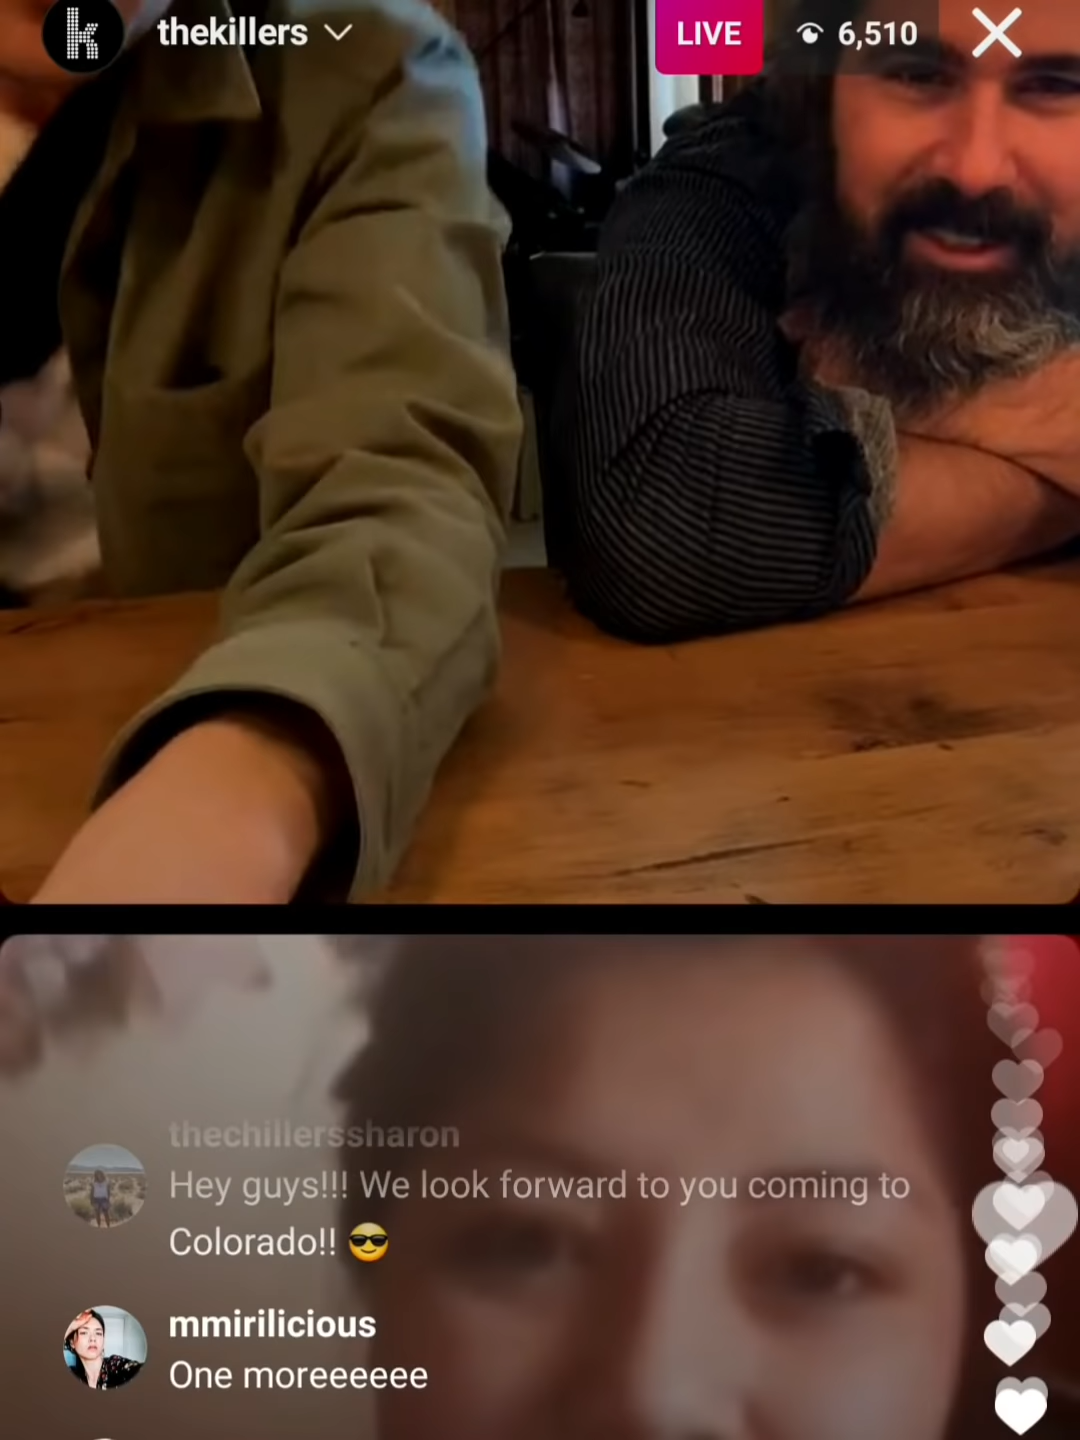 k thekillers LIVE 6,510
thechillerssharon
Hey guys!!! We look forward to you coming to
Colorado!! 😎
mmirilicious
One moreeeeee